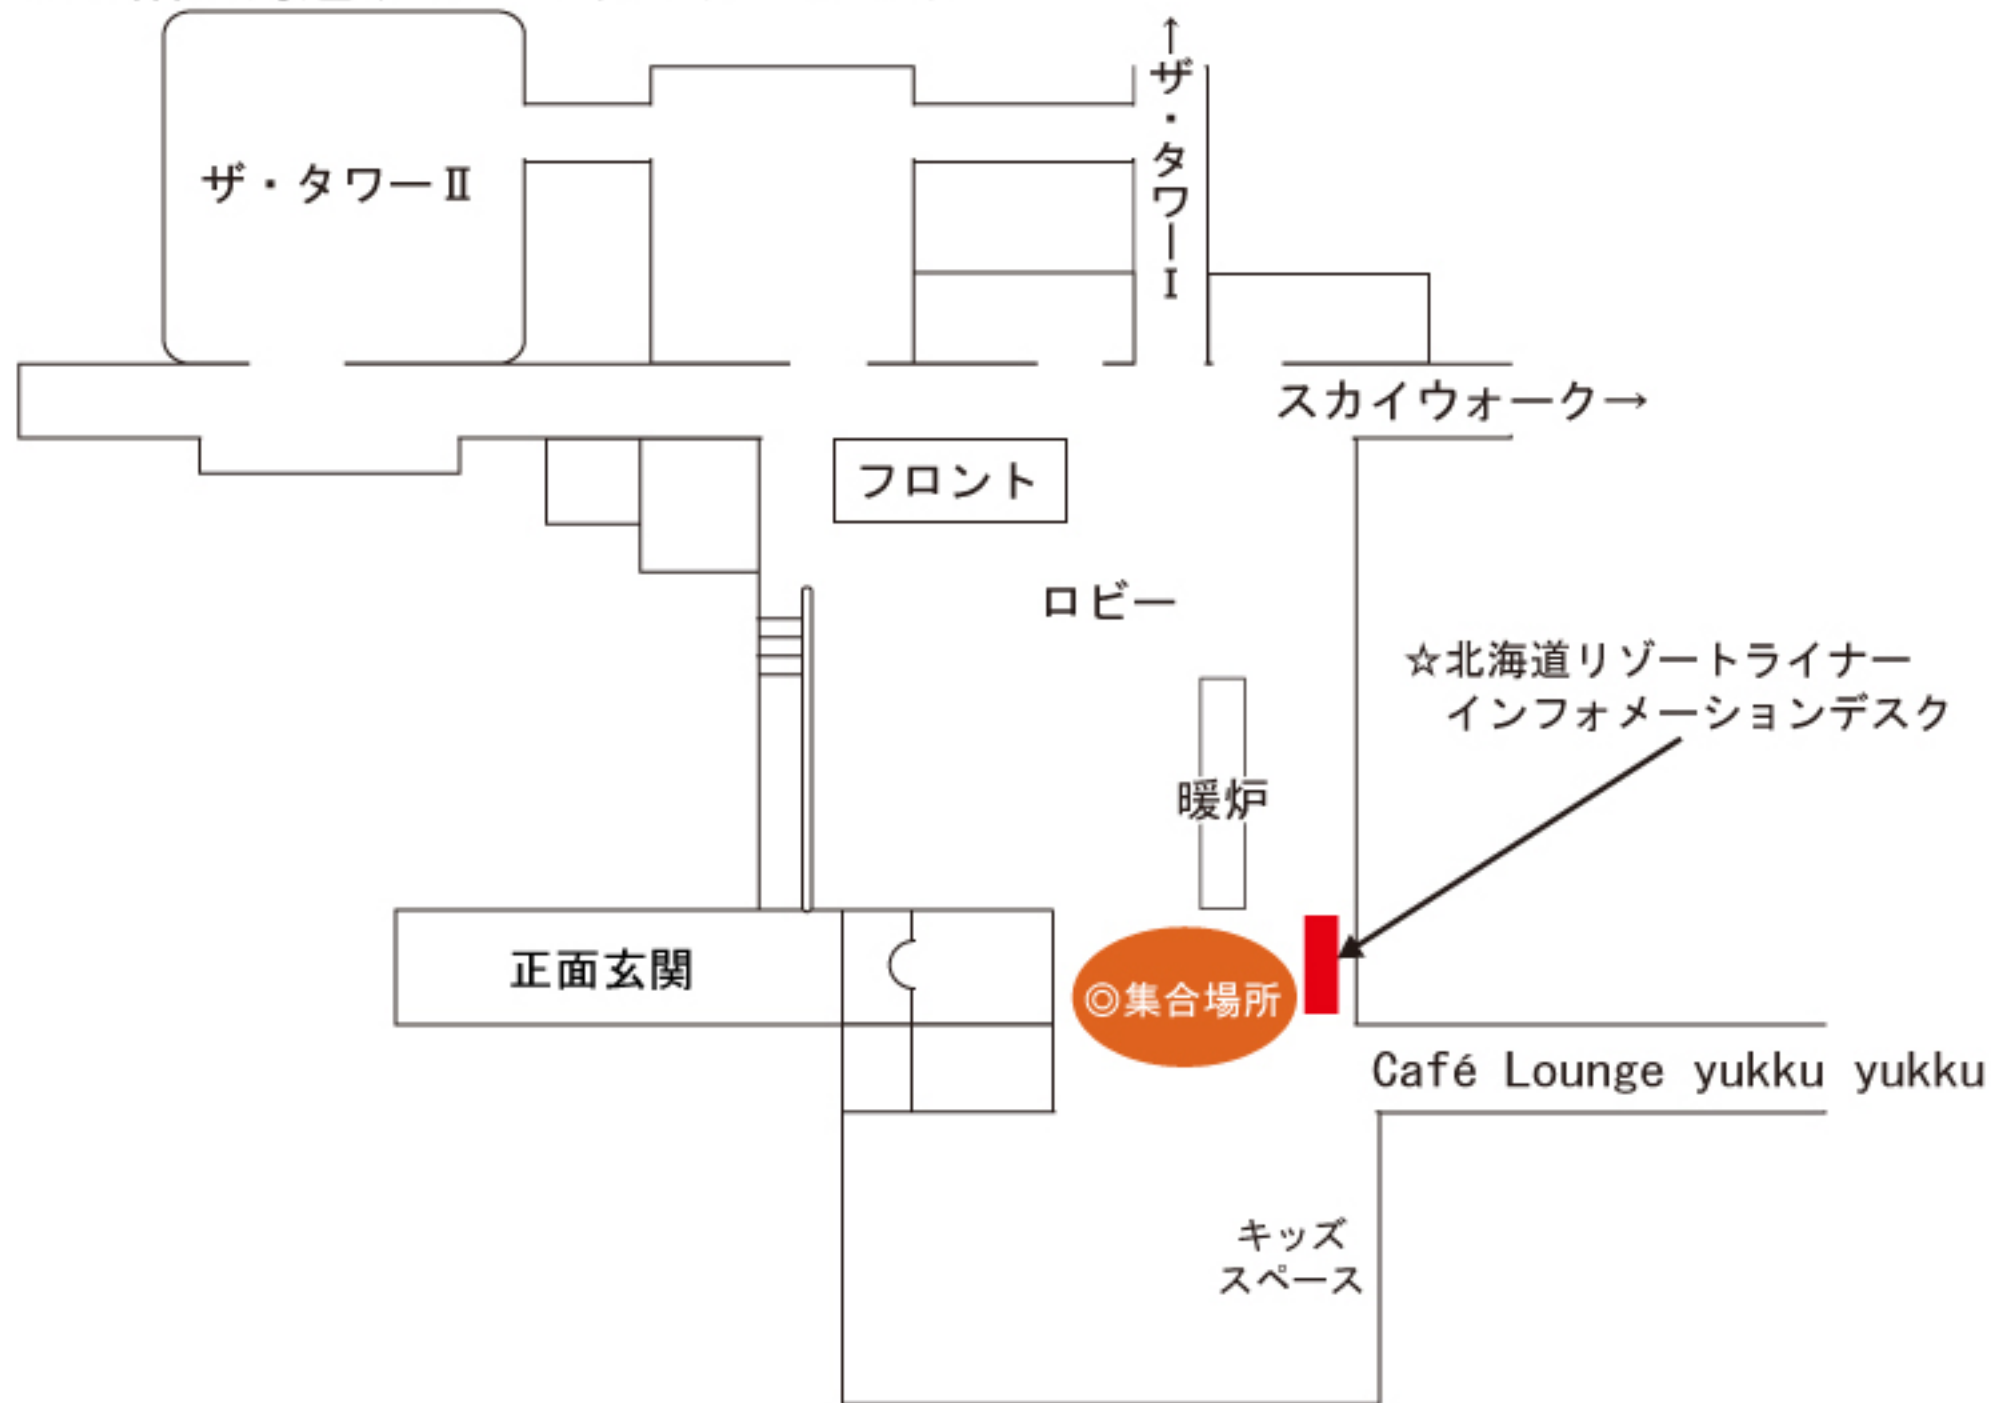 ↑ザ・タワーⅠ
ザ・タワーⅡ
スカイウォーク→
フロント
ロビー
☆北海道リゾートライナー
インフォメーションデスク
暖炉
正面玄関
◎集合場所
Café Lounge yukku yukku
キッズ
スペース